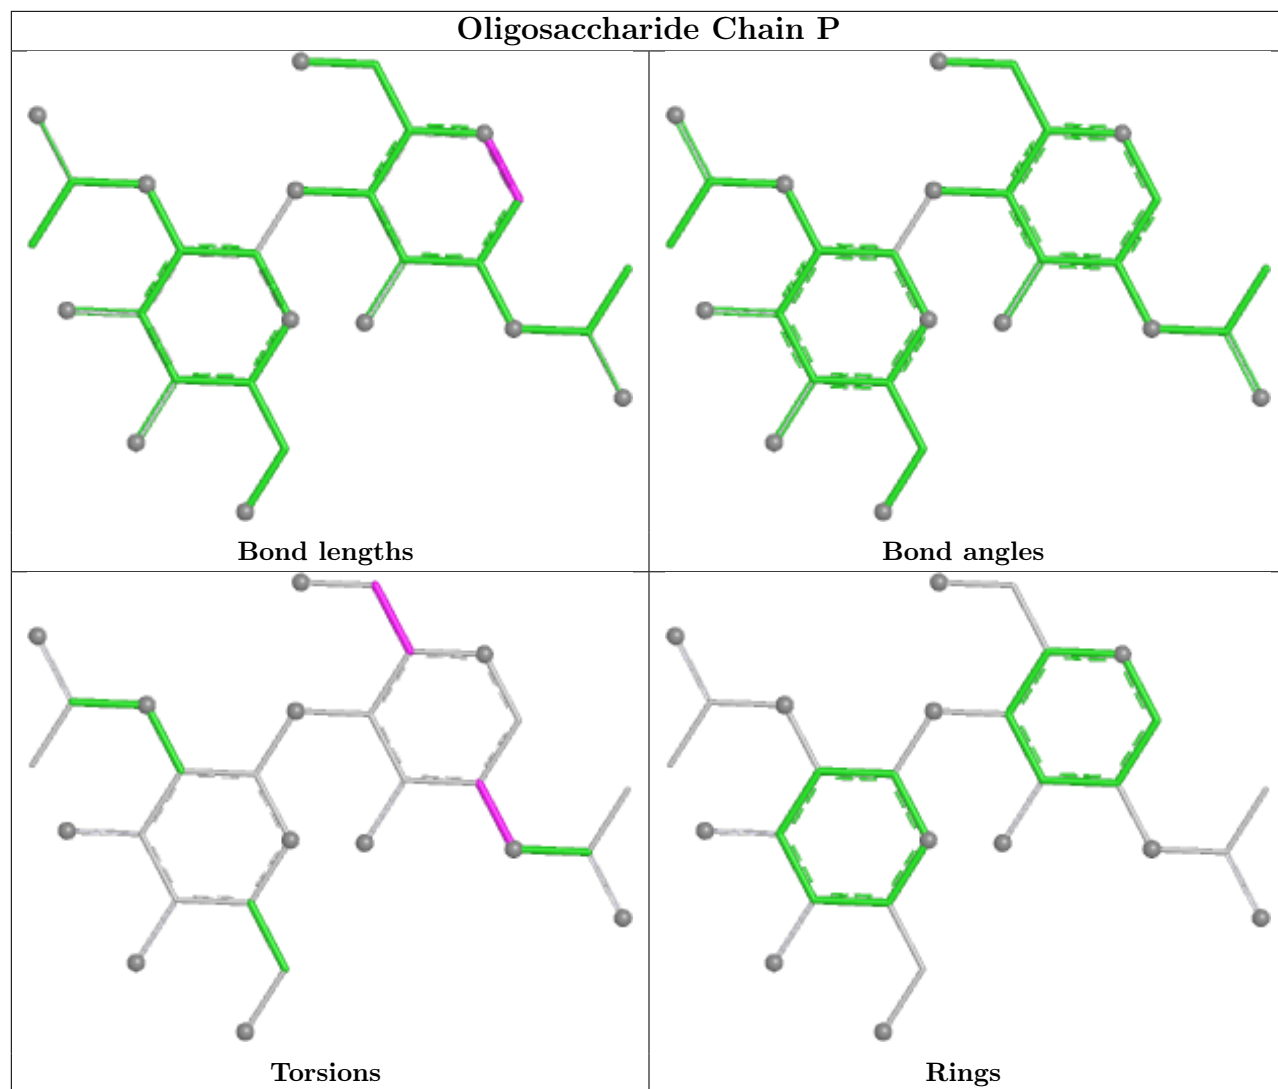 Oligosaccharide Chain P
Bond lengths
Bond angles
Torsions
Rings